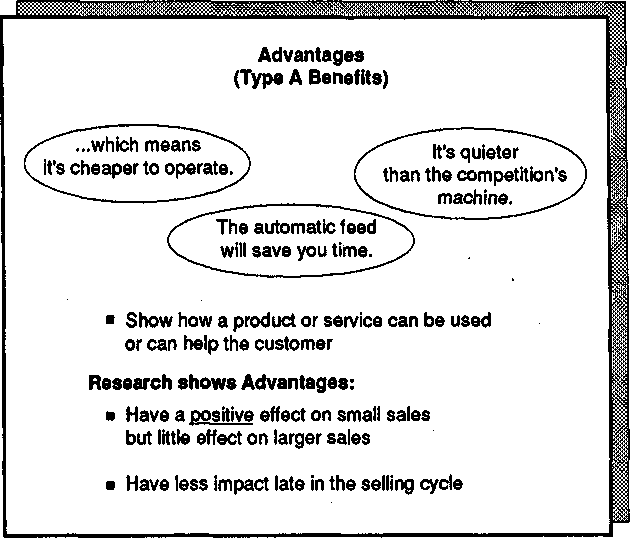 Advantages
(Type A Benefits)
...which means
it's cheaper to operate.
It's quieter
than the competition's
machine.
The automatic feed
will save you time.
▪ Show how a product or service can be used
or can help the customer
Research shows Advantages:
▪ Have a positive effect on small sales
but little effect on larger sales
▪ Have less impact late in the selling cycle